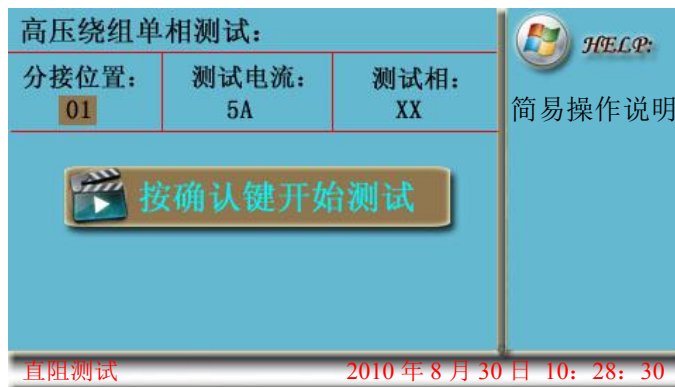 高压绕组单相测试：
分接位置： 测试电流： 测试相：
01 5A XX
按确认键开始测试
HELP:
简易操作说明
直阻测试 2010 年 8 月 30 日 10：28：30